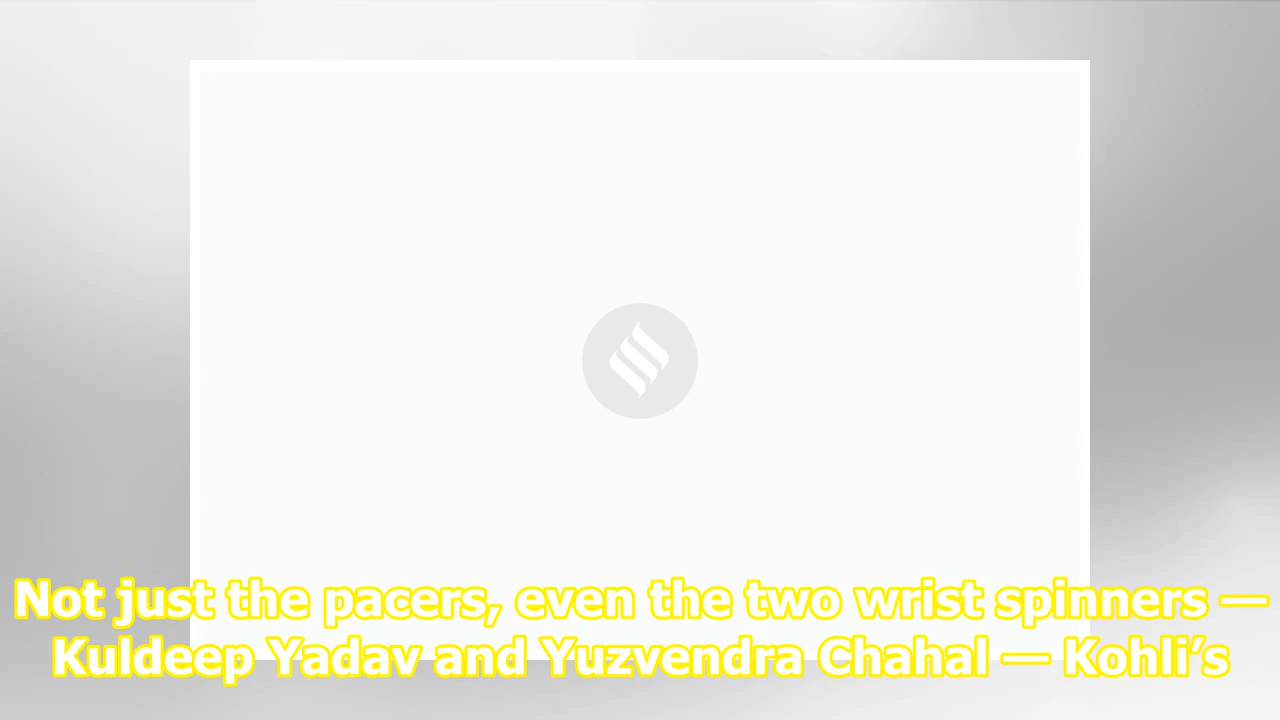 Not just the pacers, even the two wrist spinners —
Kuldeep Yadav and Yuzvendra Chahal — Kohli’s